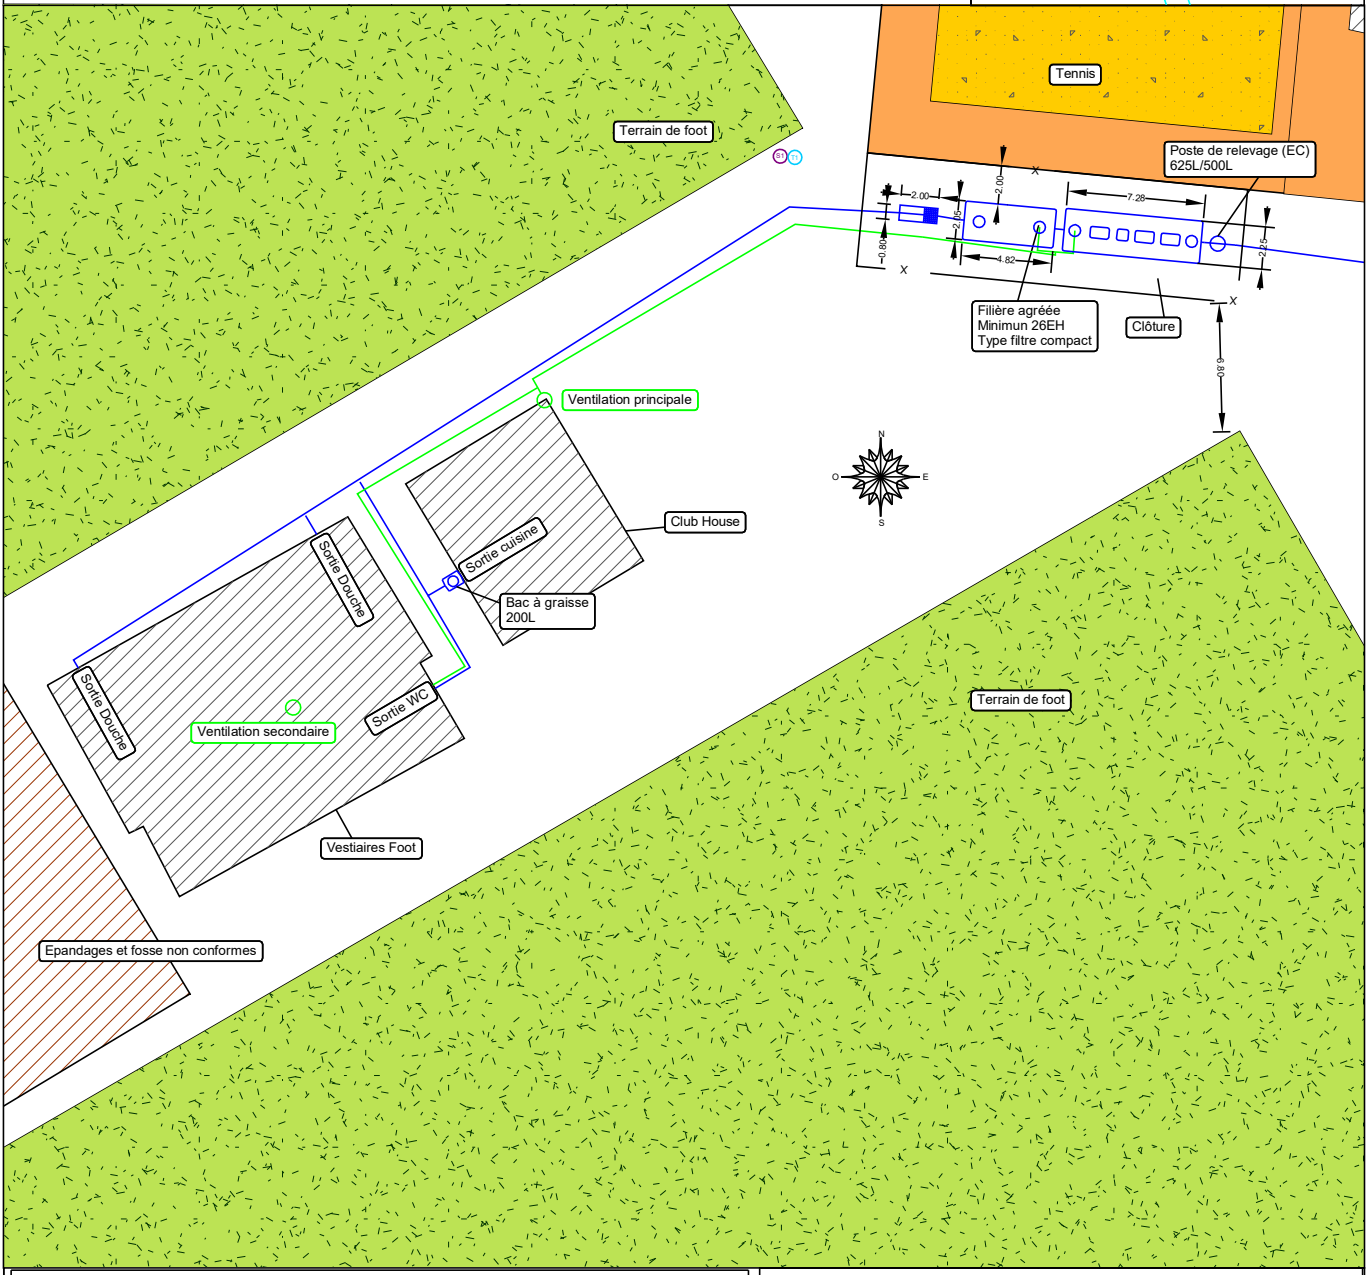 Tennis
Terrain de foot
Poste de relevage (EC)
625L/500L
S1
T1
X
2.00
2.00
7.28
2.05
0.80
4.82
2.25
X
X
Filière agréée
Minimun 26EH
Type filtre compact
Clôture
6.80
Ventilation principale
N
O
E
S
Club House
Sortie cuisine
Sortie Douche
Bac à graisse
200L
Sortie WC
Sortie Douche
Ventilation secondaire
Terrain de foot
Vestiaires Foot
Epandages et fosse non conformes